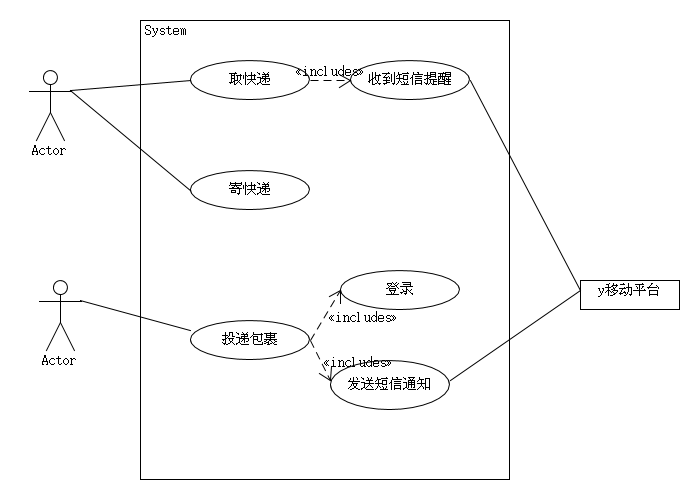 System
取快递
«includes»
收到短信提醒
Actor
寄快递
登录
y移动平台
«includes»
投递包裹
Actor
«includes»
发送短信通知